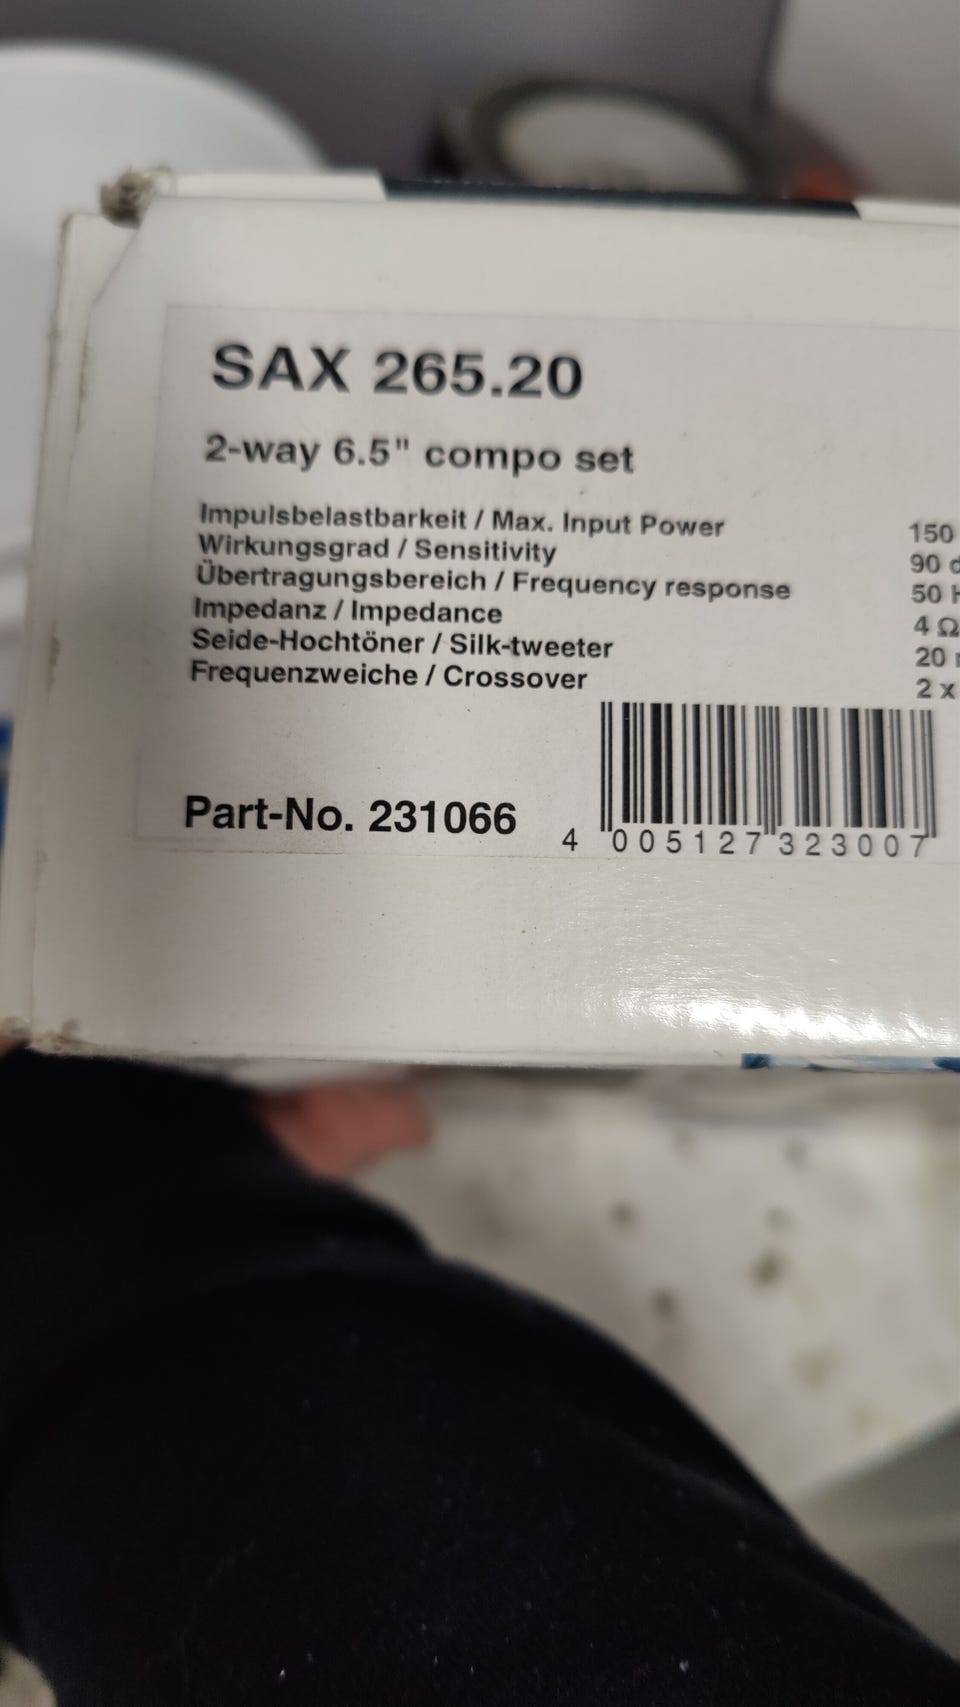 SAX 265.20
2-way 6.5" compo set
Impulsbelastbarkeit / Max. Input Power 150
Wirkungsgrad / Sensitivity 90 d
Übertragungsbereich / Frequency response 50 H
Impedanz / Impedance 4 Ω
Seide-Hochtöner / Silk-tweeter 20
Frequenzweiche / Crossover 2 x
Part-No. 231066
4 005127 323007